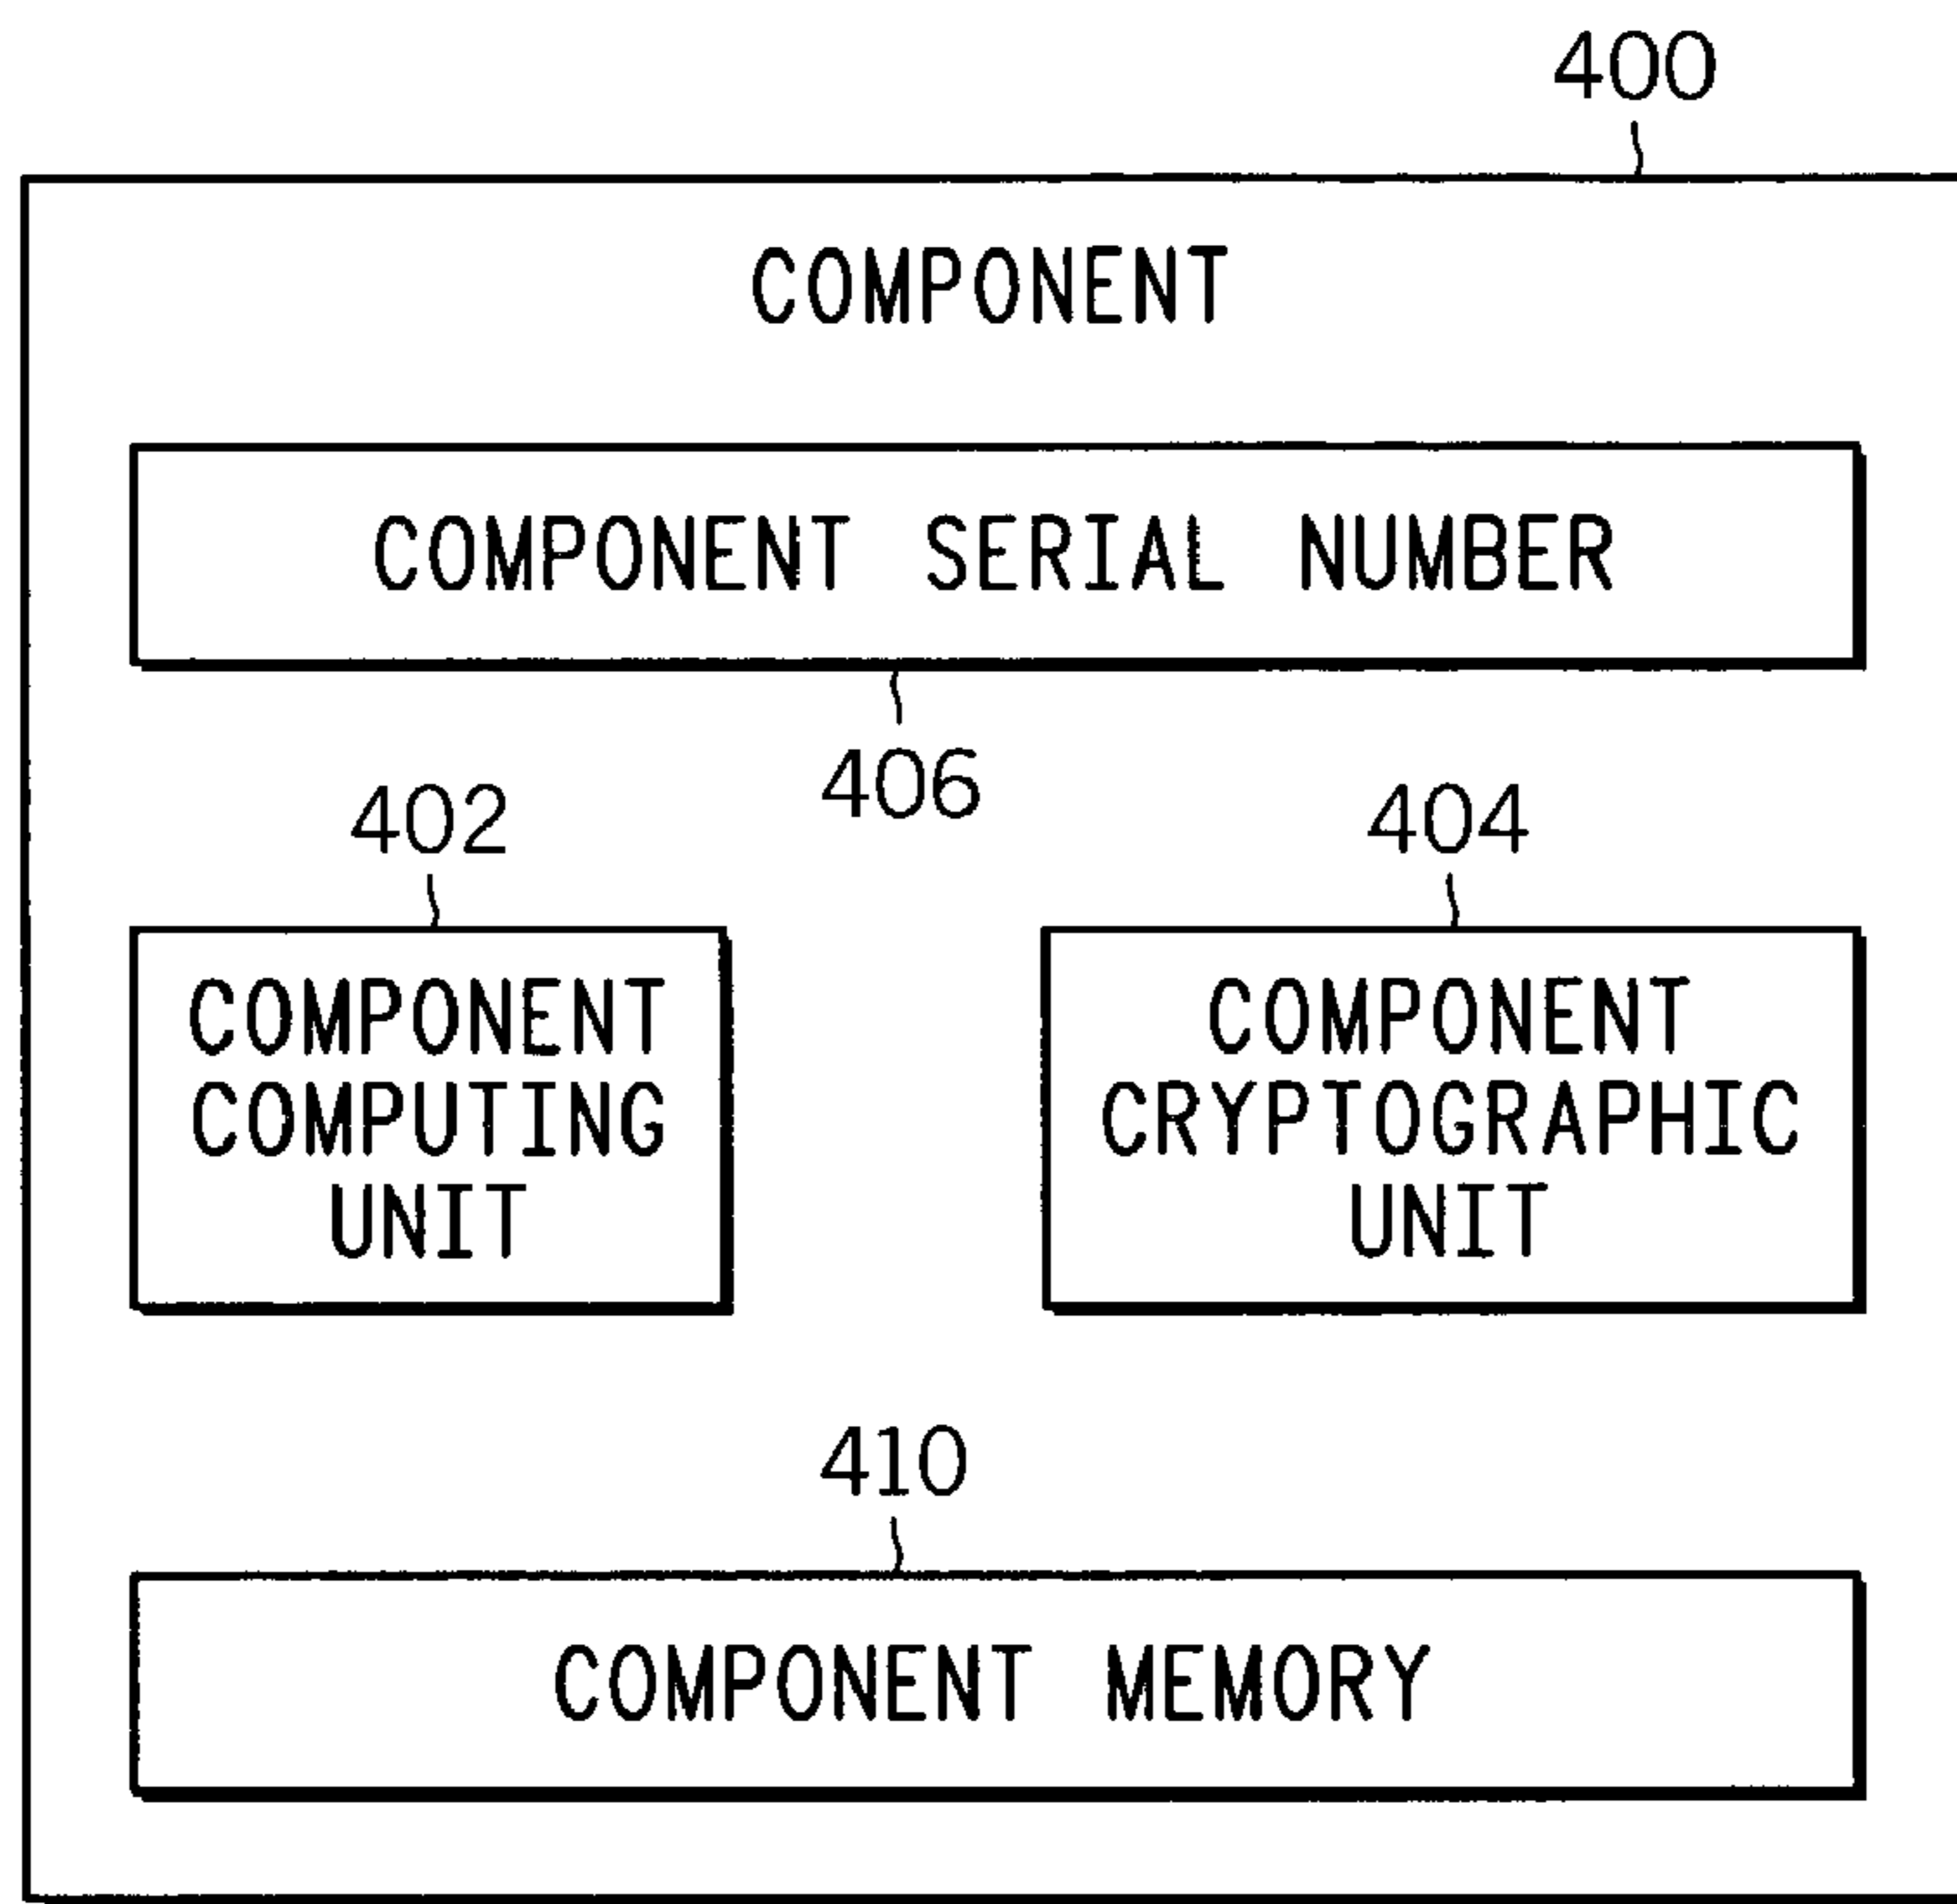 400
COMPONENT
COMPONENT SERIAL NUMBER
406
402
404
COMPONENT
COMPUTING
UNIT
COMPONENT
CRYPTOGRAPHIC
UNIT
410
COMPONENT MEMORY